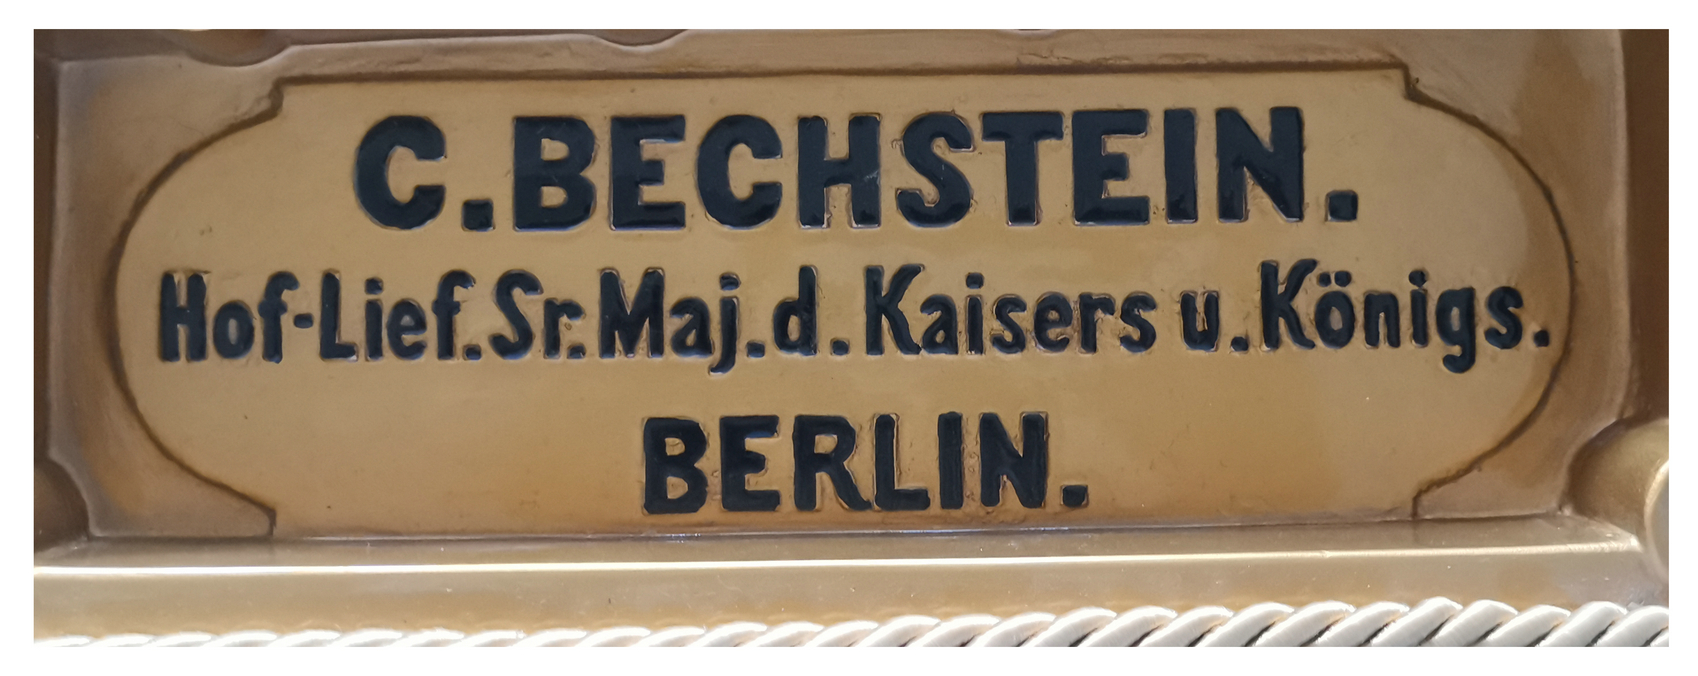 C. BECHSTEIN.
Hof-Lief. Sr. Maj. d. Kaisers u. Königs.
BERLIN.